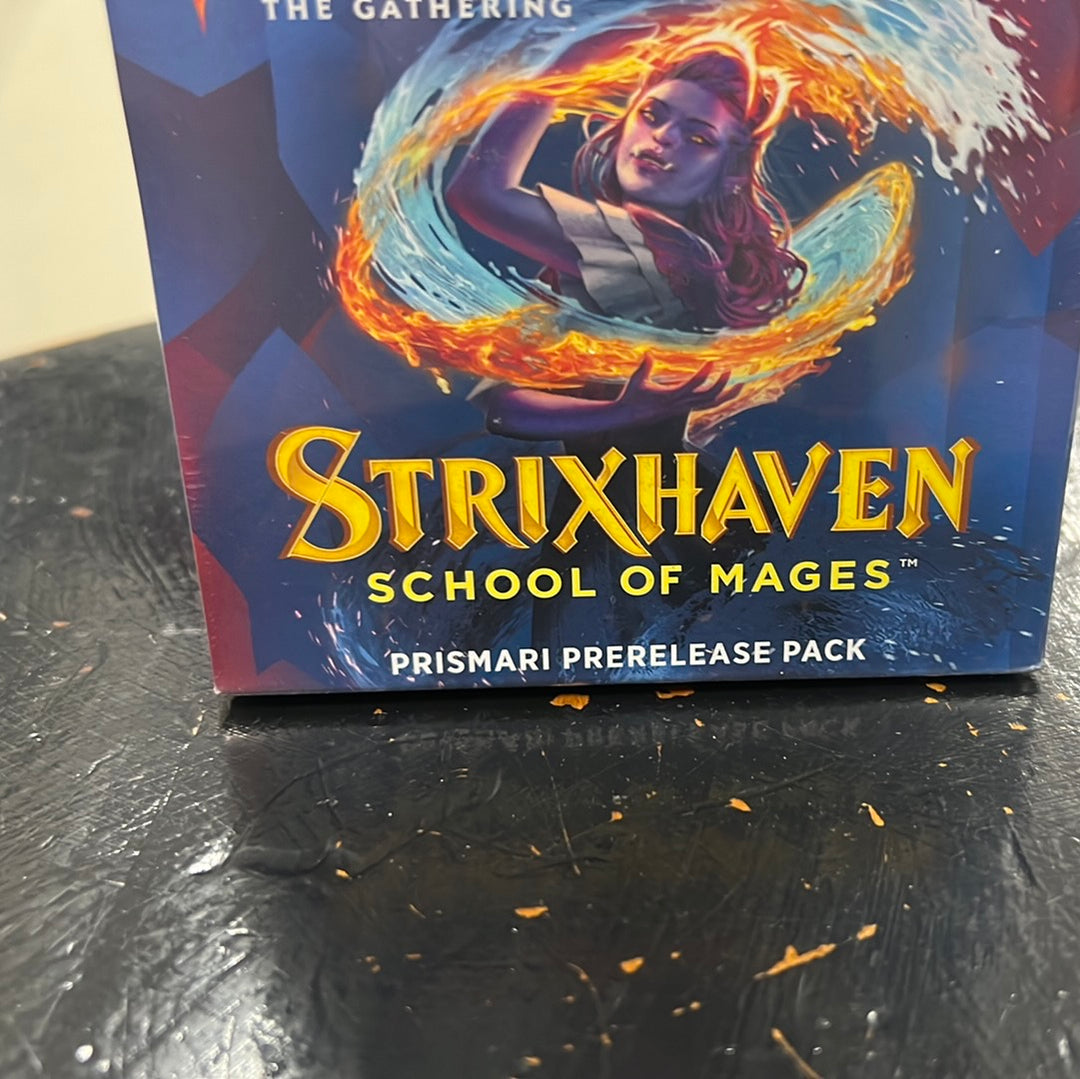 THE GATHERING
STRIXHAVEN
SCHOOL OF MAGES™
PRISMARI PRERELEASE PACK